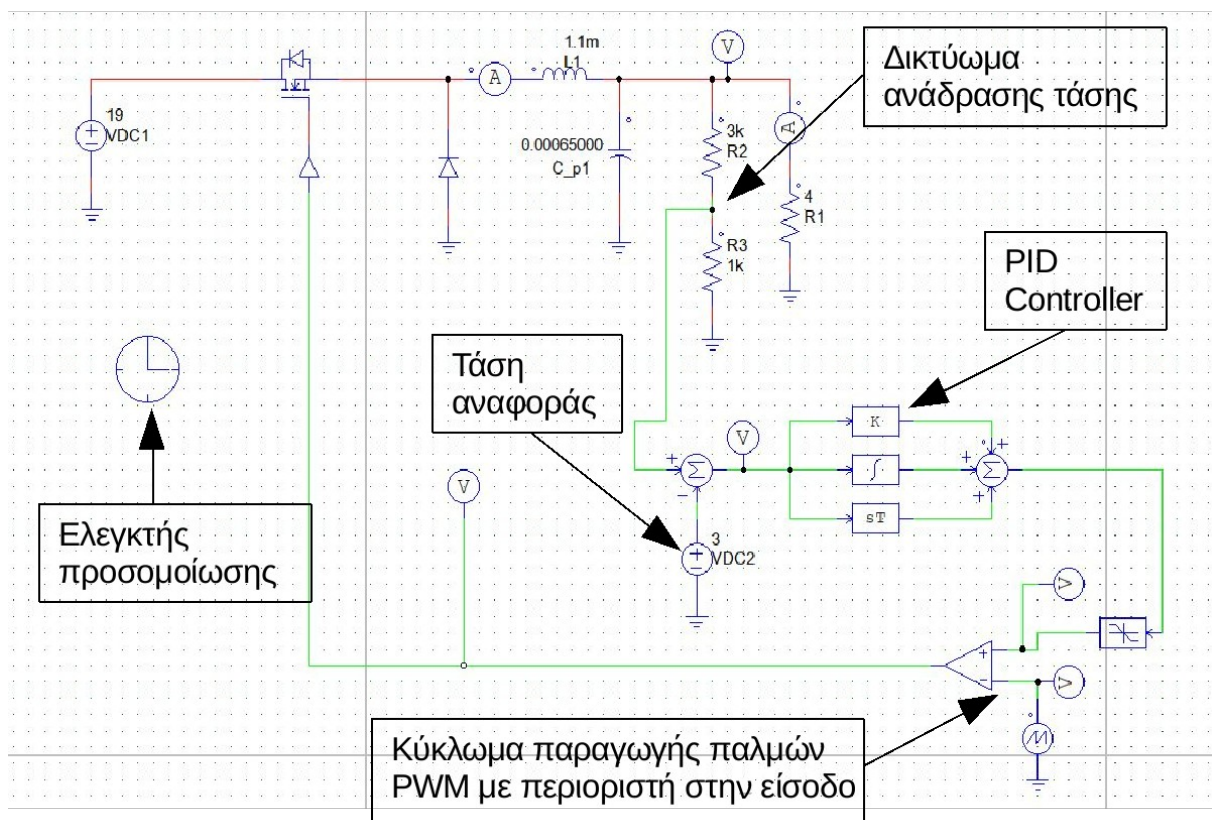 1.1m
L1
V
Δικτύωμα
ανάδρασης τάσης
A
19
VDC1
3k
R2
A
0.00065000
C_p1
4
R1
R3
1k
PID
Controller
Τάση
αναφοράς
K
V
+
+
Σ
∫
+
Σ
−
+
sT
V
3
VDC2
Ελεγκτής
προσομοίωσης
V
+
−
V
Κύκλωμα παραγωγής παλμών
PWM με περιοριστή στην είσοδο